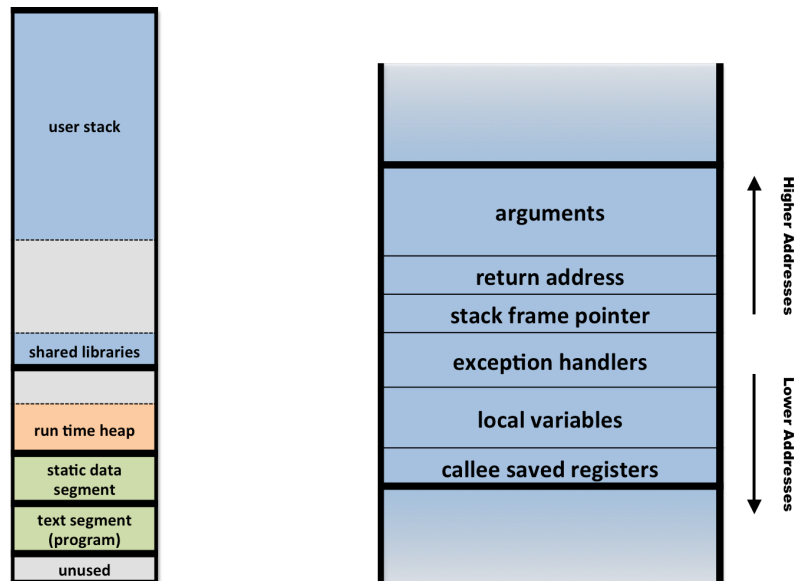 user stack
shared libraries
run time heap
static data
segment
text segment
(program)
unused
arguments
return address
stack frame pointer
exception handlers
local variables
callee saved registers
Higher Addresses
Lower Addresses